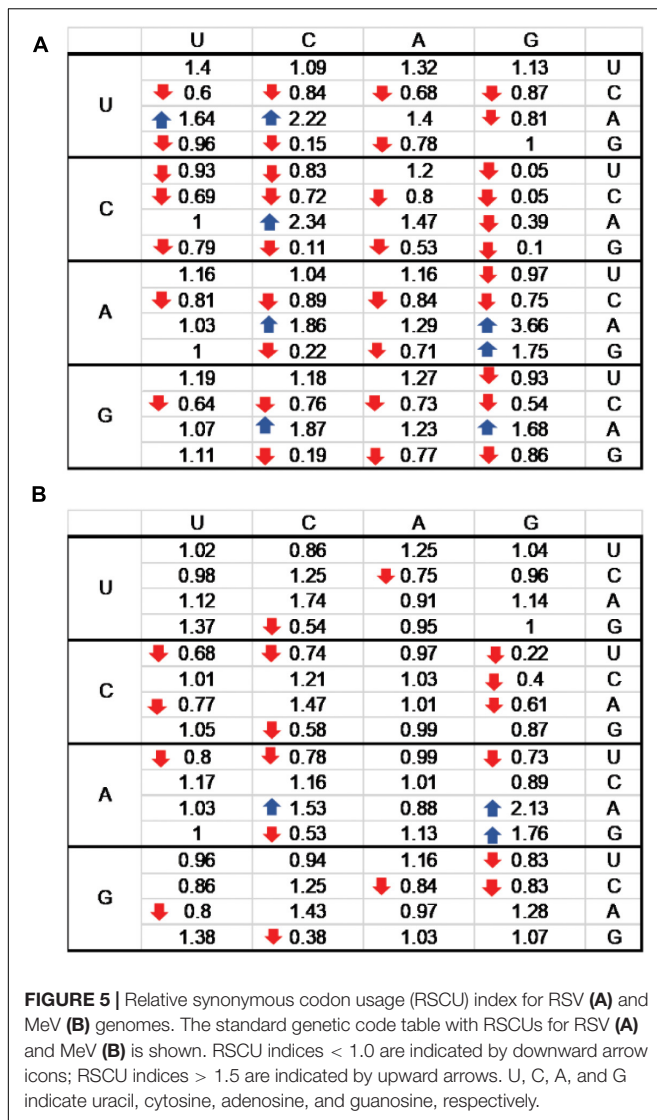 A
U C A G
U 1.4 1.09 1.32 1.13 U
0.6 0.84 0.68 0.87 C
1.64 2.22 1.4 0.81 A
0.96 0.15 0.78 1 G
C 0.93 0.83 1.2 0.05 U
0.69 0.72 0.8 0.05 C
1 2.34 1.47 0.39 A
0.79 0.11 0.53 0.1 G
A 1.16 1.04 1.16 0.97 U
0.81 0.89 0.84 0.75 C
1.03 1.86 1.29 3.66 A
1 0.22 0.71 1.75 G
G 1.19 1.18 1.27 0.93 U
0.64 0.76 0.73 0.54 C
1.07 1.87 1.23 1.68 A
1.11 0.19 0.77 0.86 G
B
U C A G
U 1.02 0.86 1.25 1.04 U
0.98 1.25 0.75 0.96 C
1.12 1.74 0.91 1.14 A
1.37 0.54 0.95 1 G
C 0.68 0.74 0.97 0.22 U
1.01 1.21 1.03 0.4 C
0.77 1.47 1.01 0.61 A
1.05 0.58 0.99 0.87 G
A 0.8 0.78 0.99 0.73 U
1.17 1.16 1.01 0.89 C
1.03 1.53 0.88 2.13 A
1 0.53 1.13 1.76 G
G 0.96 0.94 1.16 0.83 U
0.86 1.25 0.84 0.83 C
0.8 1.43 0.97 1.28 A
1.38 0.38 1.03 1.07 G
FIGURE 5 | Relative synonymous codon usage (RSCU) index for RSV (A) and
MeV (B) genomes. The standard genetic code table with RSCUs for RSV (A)
and MeV (B) is shown. RSCU indices < 1.0 are indicated by downward arrow
icons; RSCU indices > 1.5 are indicated by upward arrows. U, C, A, and G
indicate uracil, cytosine, adenosine, and guanosine, respectively.